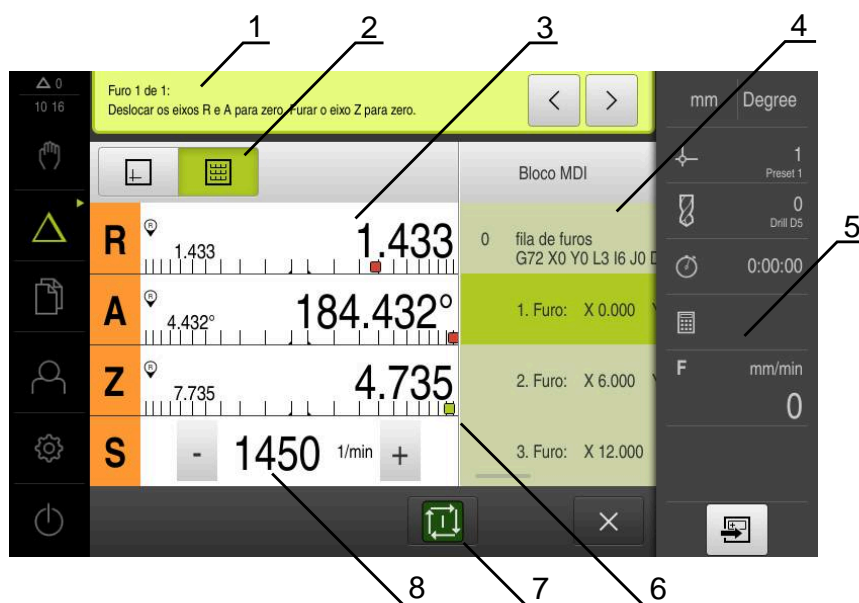 1 2 3 4
0
10 16
Furo 1 de 1:
Deslocar os eixos R e A para zero. Furar o eixo Z para zero.
< >
mm Degree
Bloco MDI
1
Preset 1
0
Drill D5
5
0:00:00
R R 1.433 1.433
0 fila de furos
G72 X0 Y0 L3 I6 J0
A R 4.432° 184.432°
1. Furo: X 0.000
Z R 7.735 4.735
2. Furo: X 6.000
F mm/min
0
S - 1450 1/min +
3. Furo: X 12.000
8 7 6